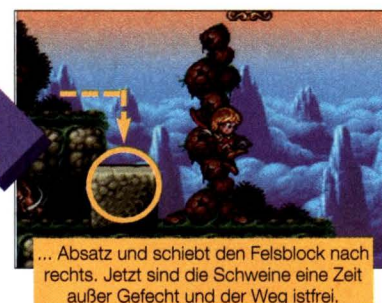 ... Absatz und schiebt den Felsblock nach
rechts. Jetzt sind die Schweine eine Zeit
außer Gefecht und der Weg istfrei.